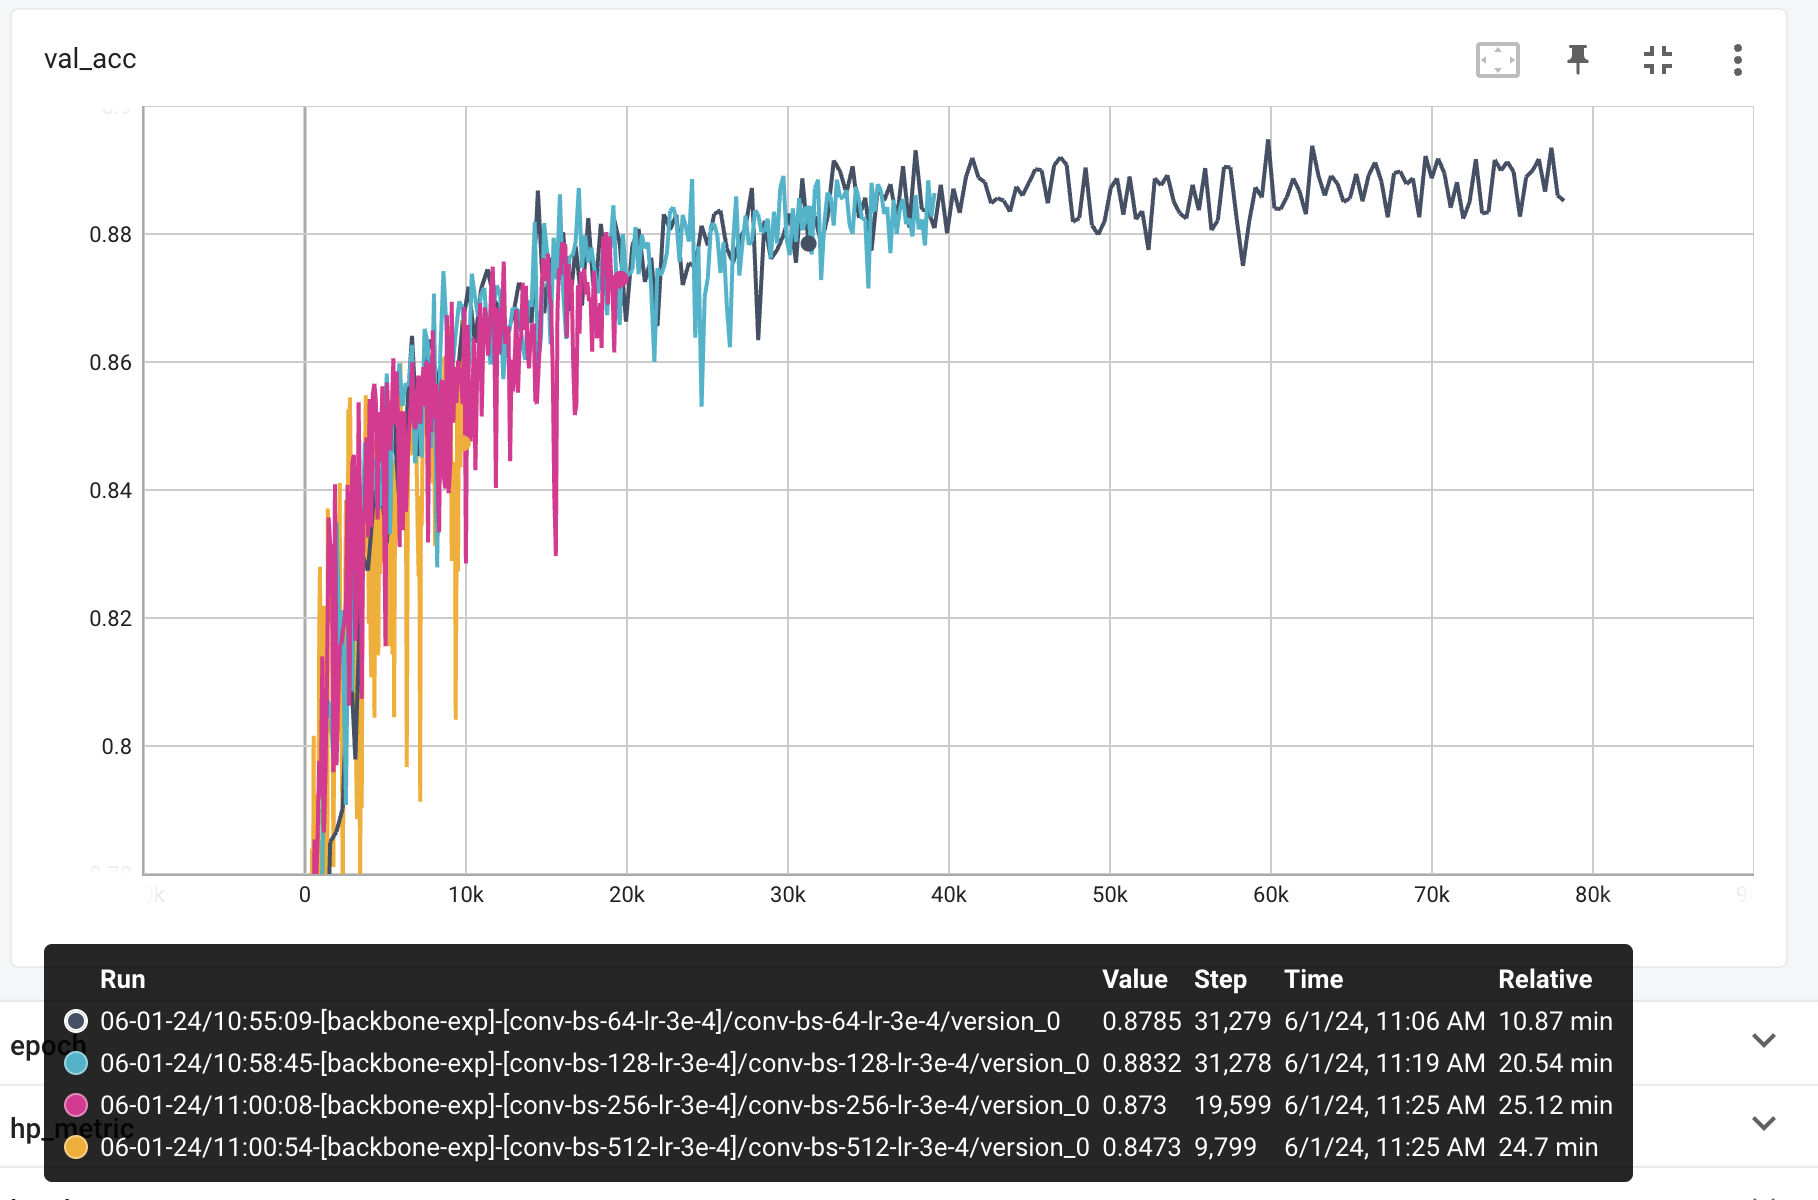 val_acc
0.88
0.86
0.84
0.82
0.8
0 10k 20k 30k 40k 50k 60k 70k 80k
Run Value Step Time Relative
06-01-24/10:55:09-[backbone-exp]-[conv-bs-64-lr-3e-4]/conv-bs-64-lr-3e-4/version_0 0.8785 31,279 6/1/24, 11:06 AM 10.87 min
06-01-24/10:58:45-[backbone-exp]-[conv-bs-128-lr-3e-4]/conv-bs-128-lr-3e-4/version_0 0.8832 31,278 6/1/24, 11:19 AM 20.54 min
06-01-24/11:00:08-[backbone-exp]-[conv-bs-256-lr-3e-4]/conv-bs-256-lr-3e-4/version_0 0.873 19,599 6/1/24, 11:25 AM 25.12 min
06-01-24/11:00:54-[backbone-exp]-[conv-bs-512-lr-3e-4]/conv-bs-512-lr-3e-4/version_0 0.8473 9,799 6/1/24, 11:25 AM 24.7 min
epoch
hp_metric